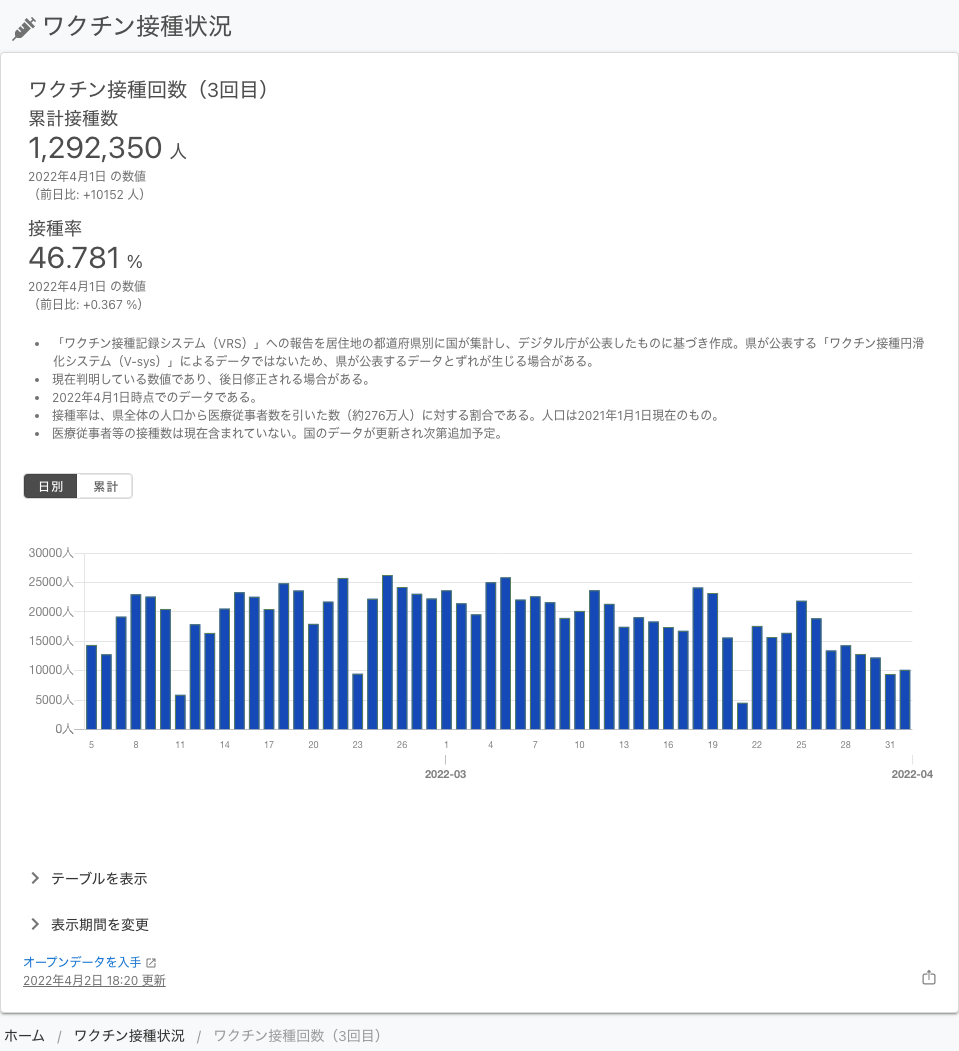 ワクチン接種状況
ワクチン接種回数（3回目）
累計接種数
1,292,350 人
2022年4月1日 の数値
（前日比: +10152 人）
接種率
46.781 %
2022年4月1日 の数値
（前日比: +0.367 %）
• 「ワクチン接種記録システム（VRS）」への報告を居住地の都道府県別に国が集計し、デジタル庁が公表したものに基づき作成。県が公表する「ワクチン接種円滑
化システム（V-sys）」によるデータではないため、県が公表するデータとずれが生じる場合がある。
• 現在判明している数値であり、後日修正される場合がある。
• 2022年4月1日時点でのデータである。
• 接種率は、県全体の人口から医療従事者数を引いた数（約276万人）に対する割合である。人口は2021年1月1日現在のもの。
• 医療従事者等の接種数は現在含まれていない。国のデータが更新され次第追加予定。
日別 累計
30000人
25000人
20000人
15000人
10000人
5000人
0人
5 8 11 14 17 20 23 26 1 4 7 10 13 16 19 22 25 28 31
2022-03 2022-04
テーブルを表示
表示期間を変更
オープンデータを入手
2022年4月2日 18:20 更新
ホーム / ワクチン接種状況 / ワクチン接種回数（3回目）